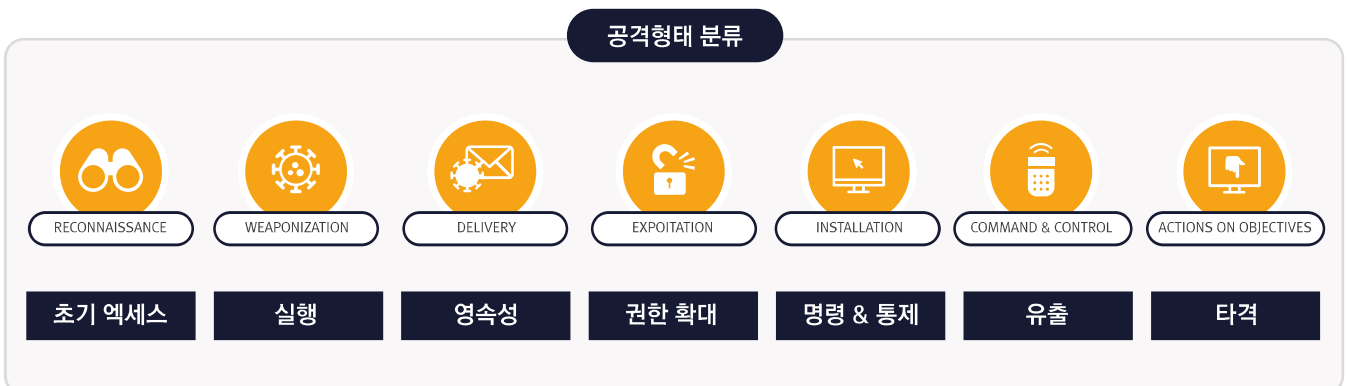 공격형태 분류
RECONNAISSANCE
WEAPONIZATION
DELIVERY
EXPOITATION
INSTALLATION
COMMAND & CONTROL
ACTIONS ON OBJECTIVES
초기 엑세스
실행
영속성
권한 확대
명령 & 통제
유출
타격